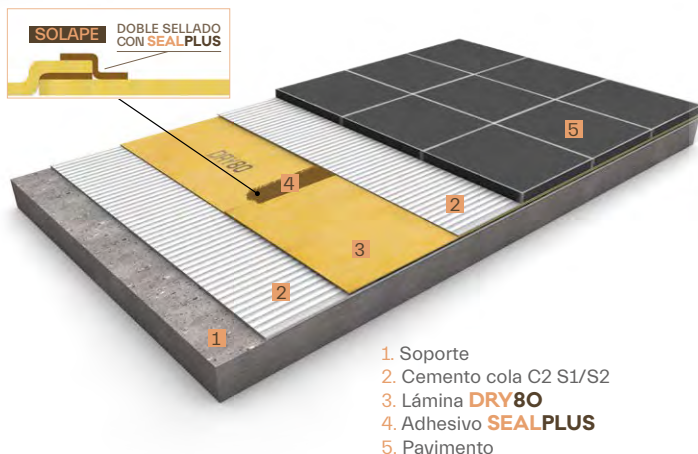 SOLAPE
DOBLE SELLADO
CON SEALPLUS
DRY80
4
5
2
3
2
1
1. Soporte
2. Cemento cola C2 S1/S2
3. Lámina DRY80
4. Adhesivo SEALPLUS
5. Pavimento